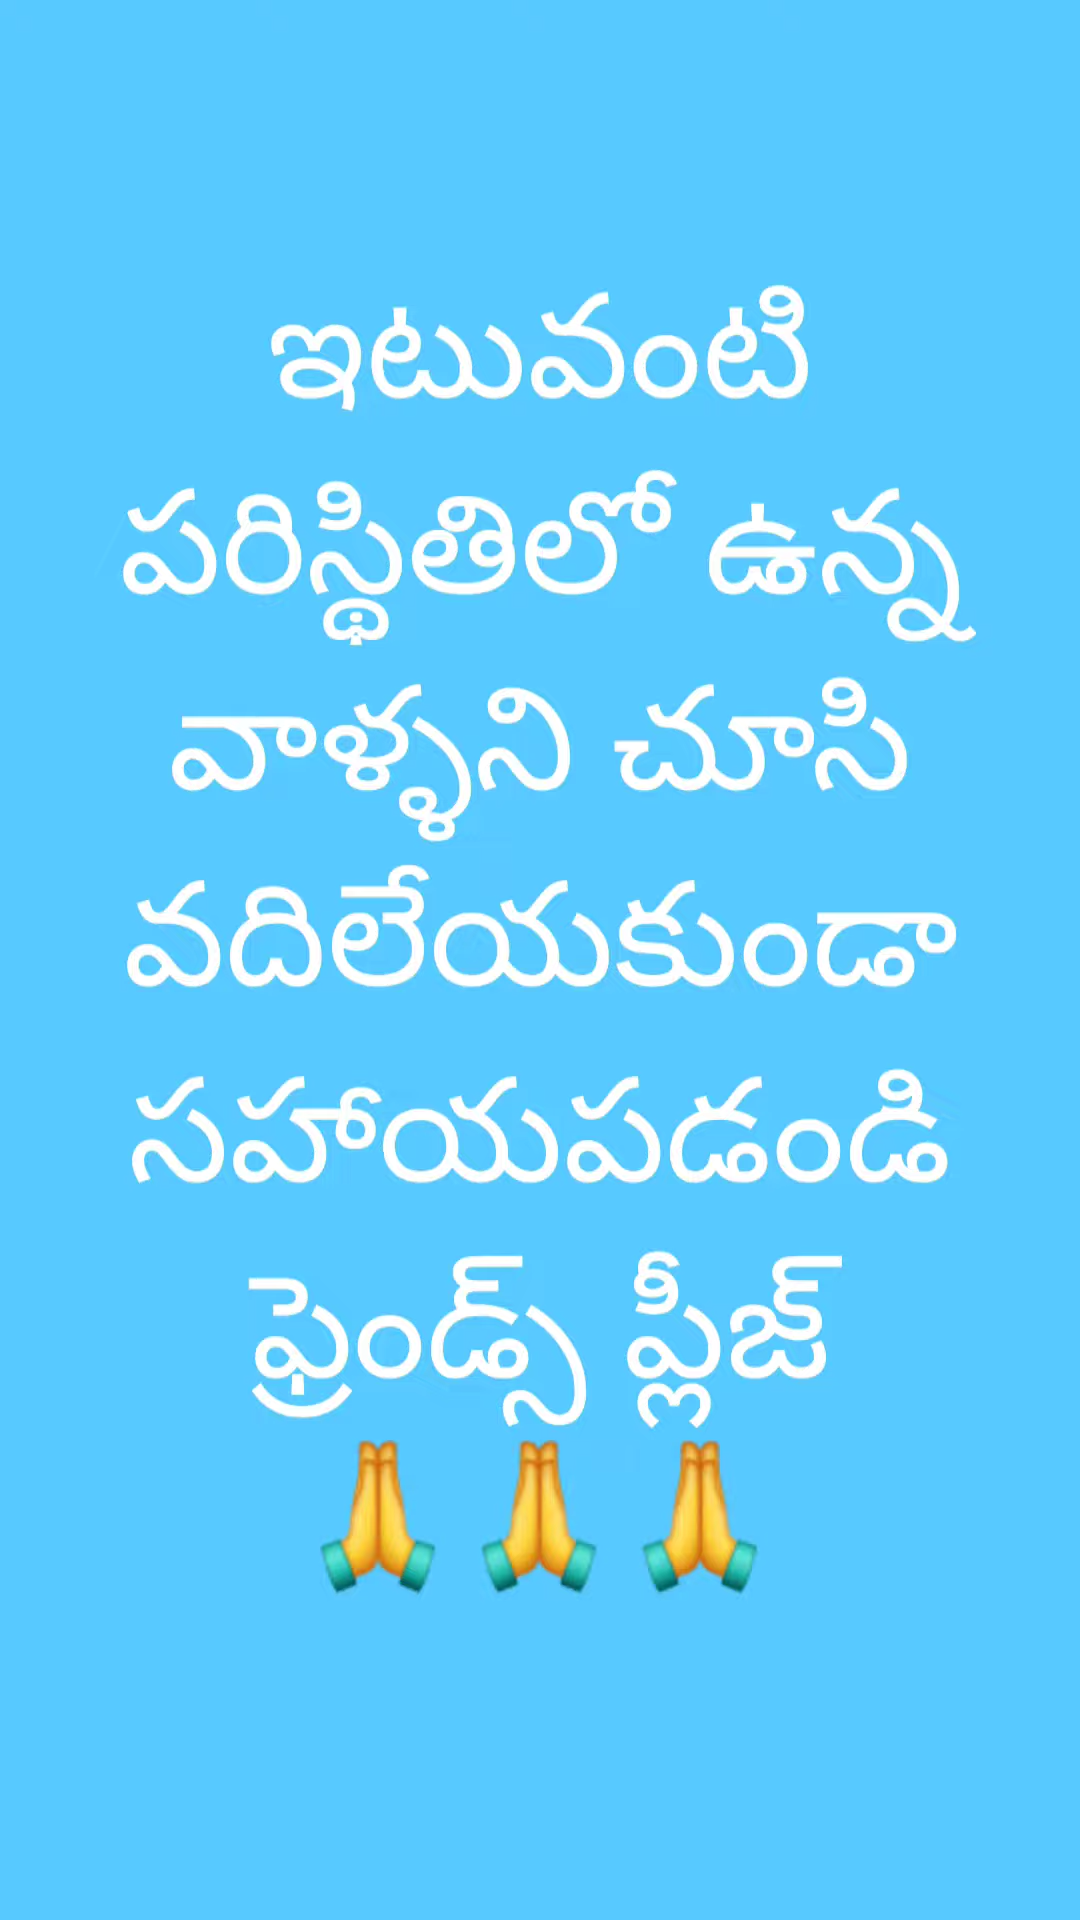 ఇటువంటి
పరిస్థితిలో ఉన్న
వాళ్ళని చూసి
వదిలేయకుండా
సహాయపడండి
ఫ్రెండ్స్ ప్లీజ్
🙏 🙏 🙏